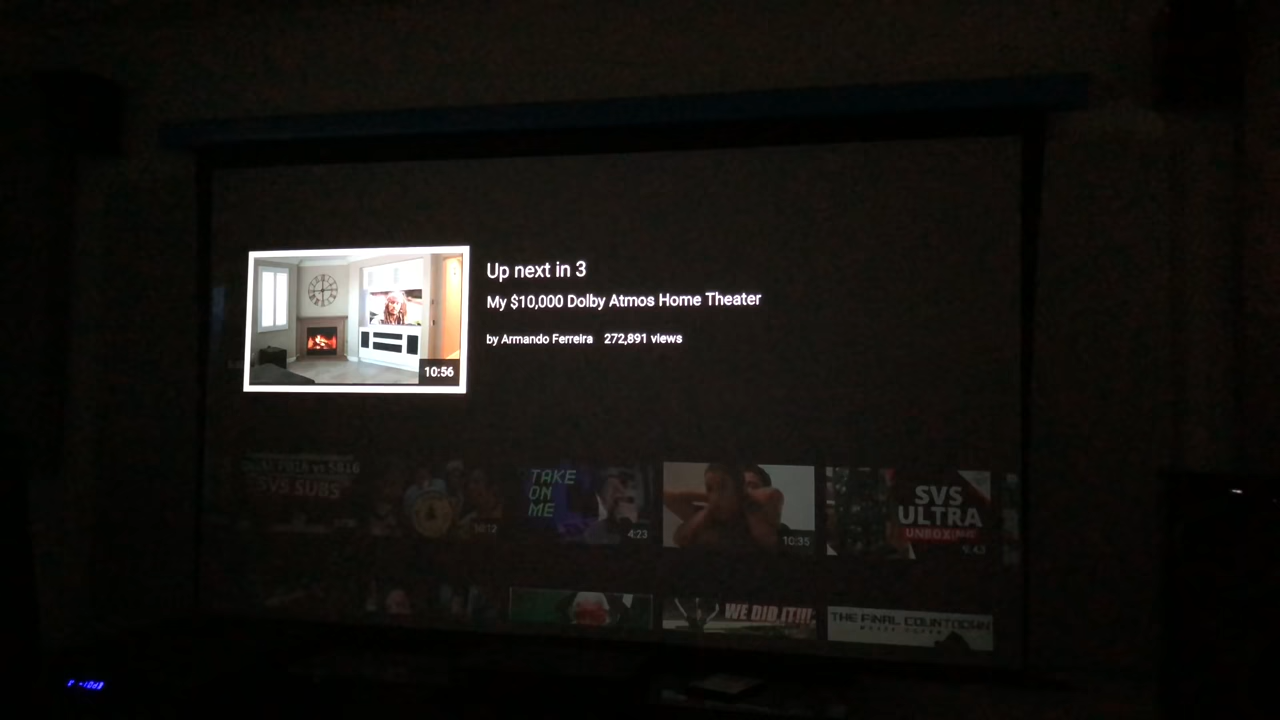 Up next in 3
My $10,000 Dolby Atmos Home Theater
by Armando Ferreira 272,891 views
10:56
SVS SUBS
10:12
TAKE
ON
ME
4:23
10:35
SVS
ULTRA
UNBOXING
9:43
WE DID IT!!!
THE FINAL COUNTDOWN